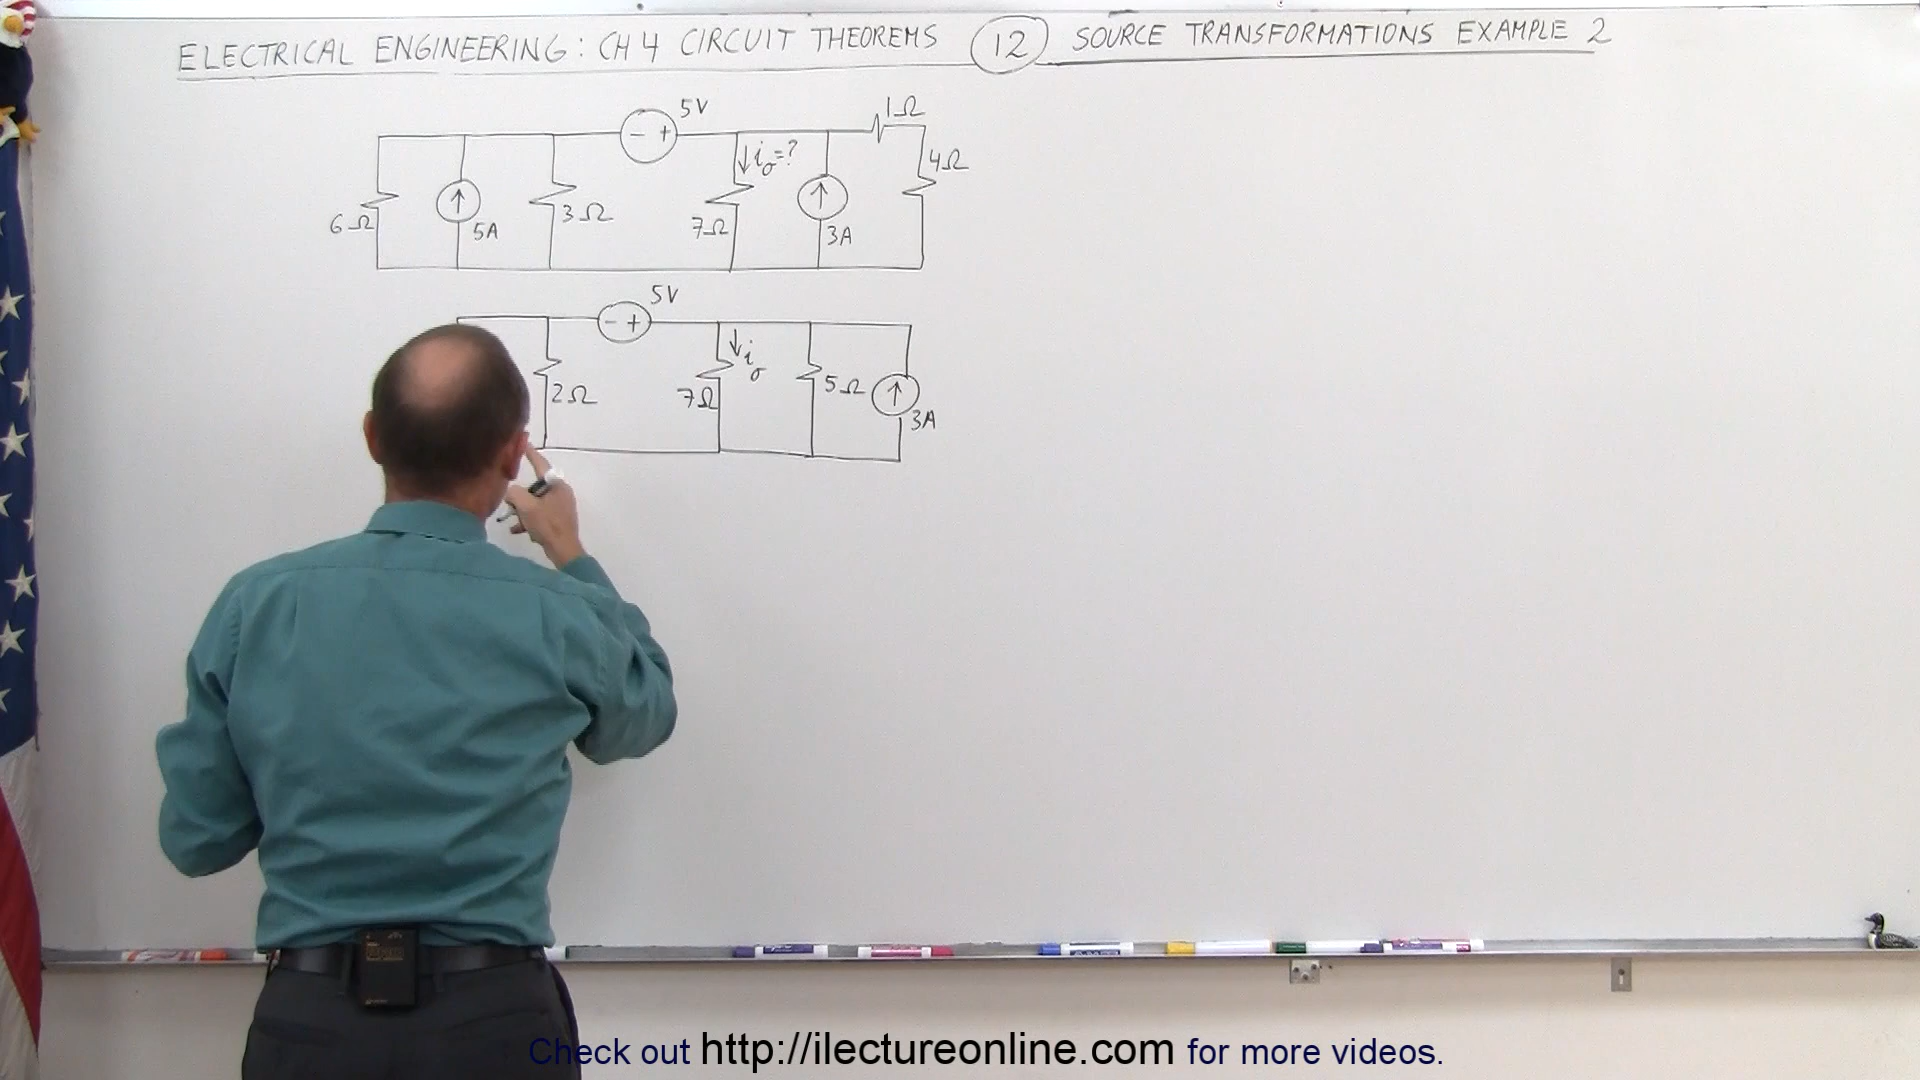 ELECTRICAL ENGINEERING: CH 4 CIRCUIT THEOREMS 12 SOURCE TRANSFORMATIONS EXAMPLE 2
5V
1Ω
- +
i₀=?
4Ω
6Ω
5A
3Ω
7Ω
3A
5V
- +
i₀
2Ω
7Ω
5Ω
3A
Check out http://ilectureonline.com for more videos.